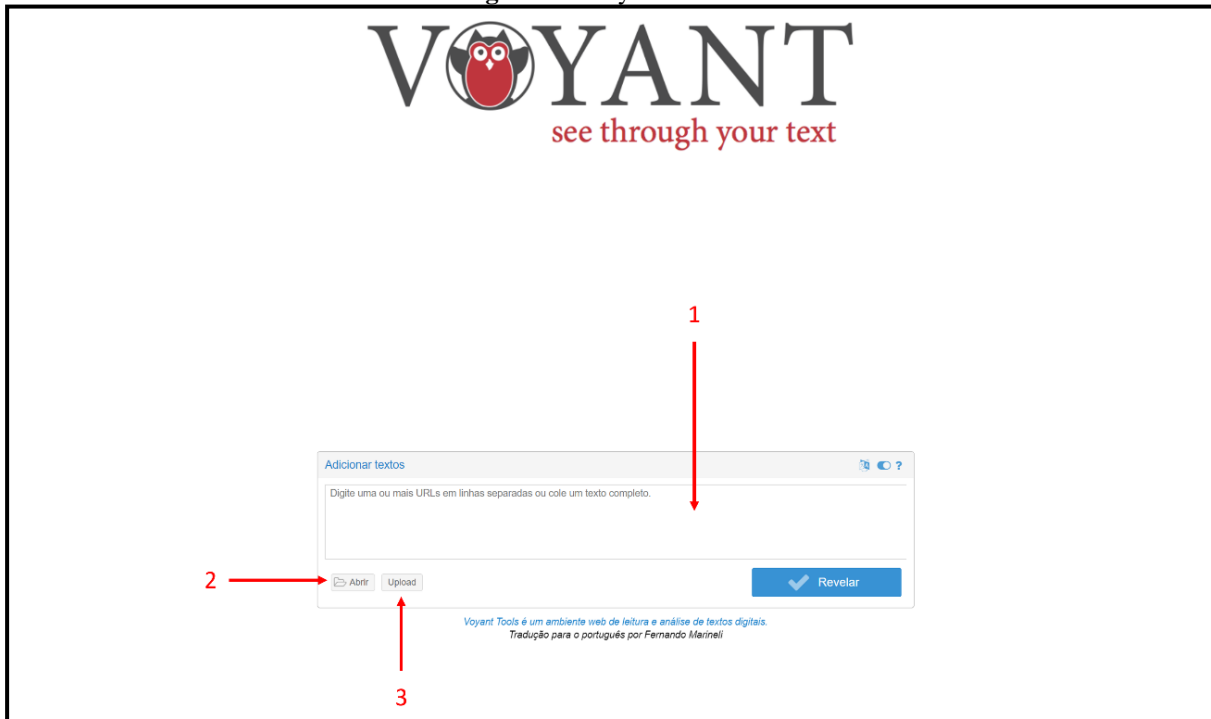 VOYANT
see through your text
1
Adicionar textos
?
Digite uma ou mais URLs em linhas separadas ou cole um texto completo.
2
Abrir Upload
Revelar
Voyant Tools é um ambiente web de leitura e análise de textos digitais.
Tradução para o português por Fernando Marineli
3